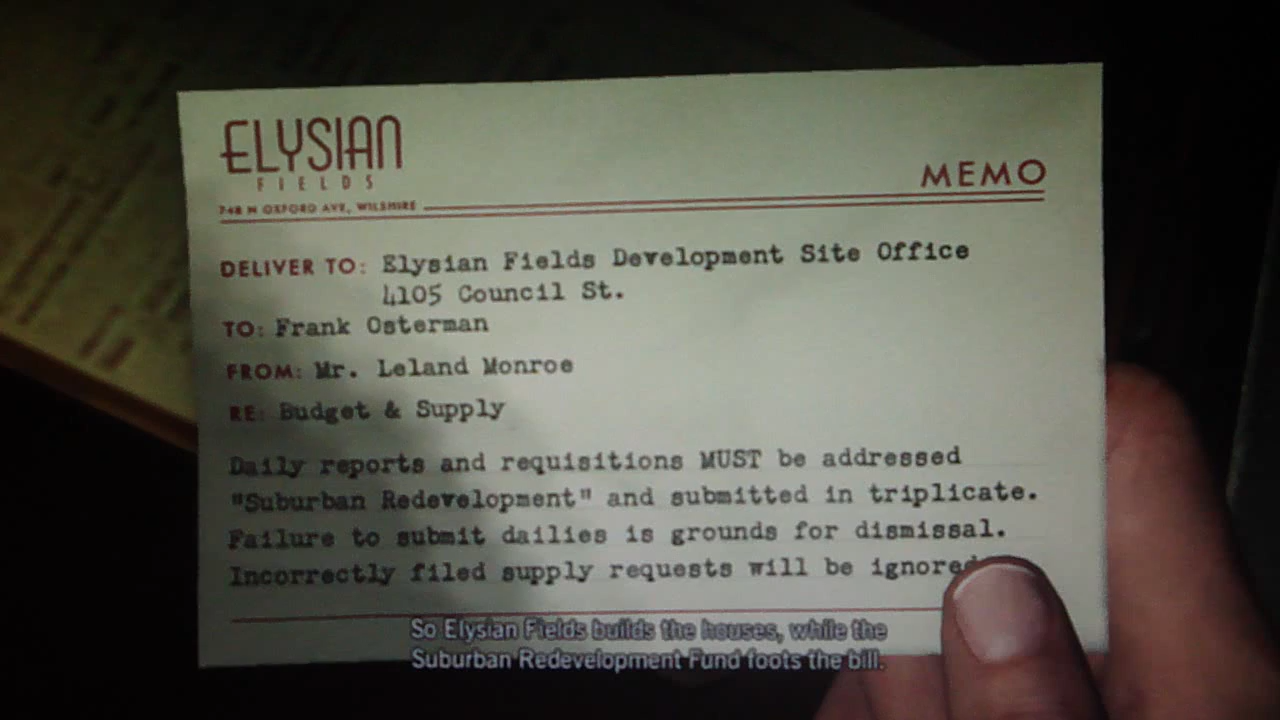 ELYSIAN
FIELDS
748 N OXFORD AVE, WILSHIRE
MEMO
DELIVER TO: Elysian Fields Development Site Office
4105 Council St.
TO: Frank Osterman
FROM: Mr. Leland Monroe
RE: Budget & Supply
Daily reports and requisitions MUST be addressed
"Suburban Redevelopment" and submitted in triplicate.
Failure to submit dailies is grounds for dismissal.
Incorrectly filed supply requests will be ignored
So Elysian Fields builds the houses, while the
Suburban Redevelopment Fund foots the bill.